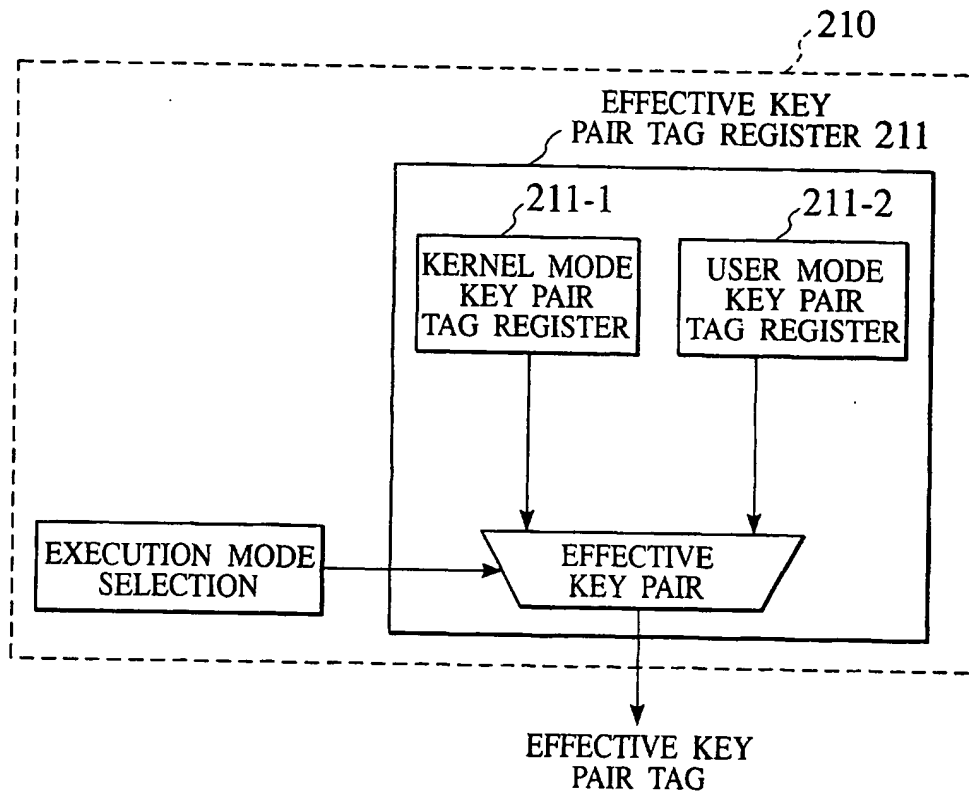 210
EFFECTIVE KEY
PAIR TAG REGISTER 211
211-1
211-2
KERNEL MODE
KEY PAIR
TAG REGISTER
USER MODE
KEY PAIR
TAG REGISTER
EXECUTION MODE
SELECTION
EFFECTIVE
KEY PAIR
EFFECTIVE KEY
PAIR TAG